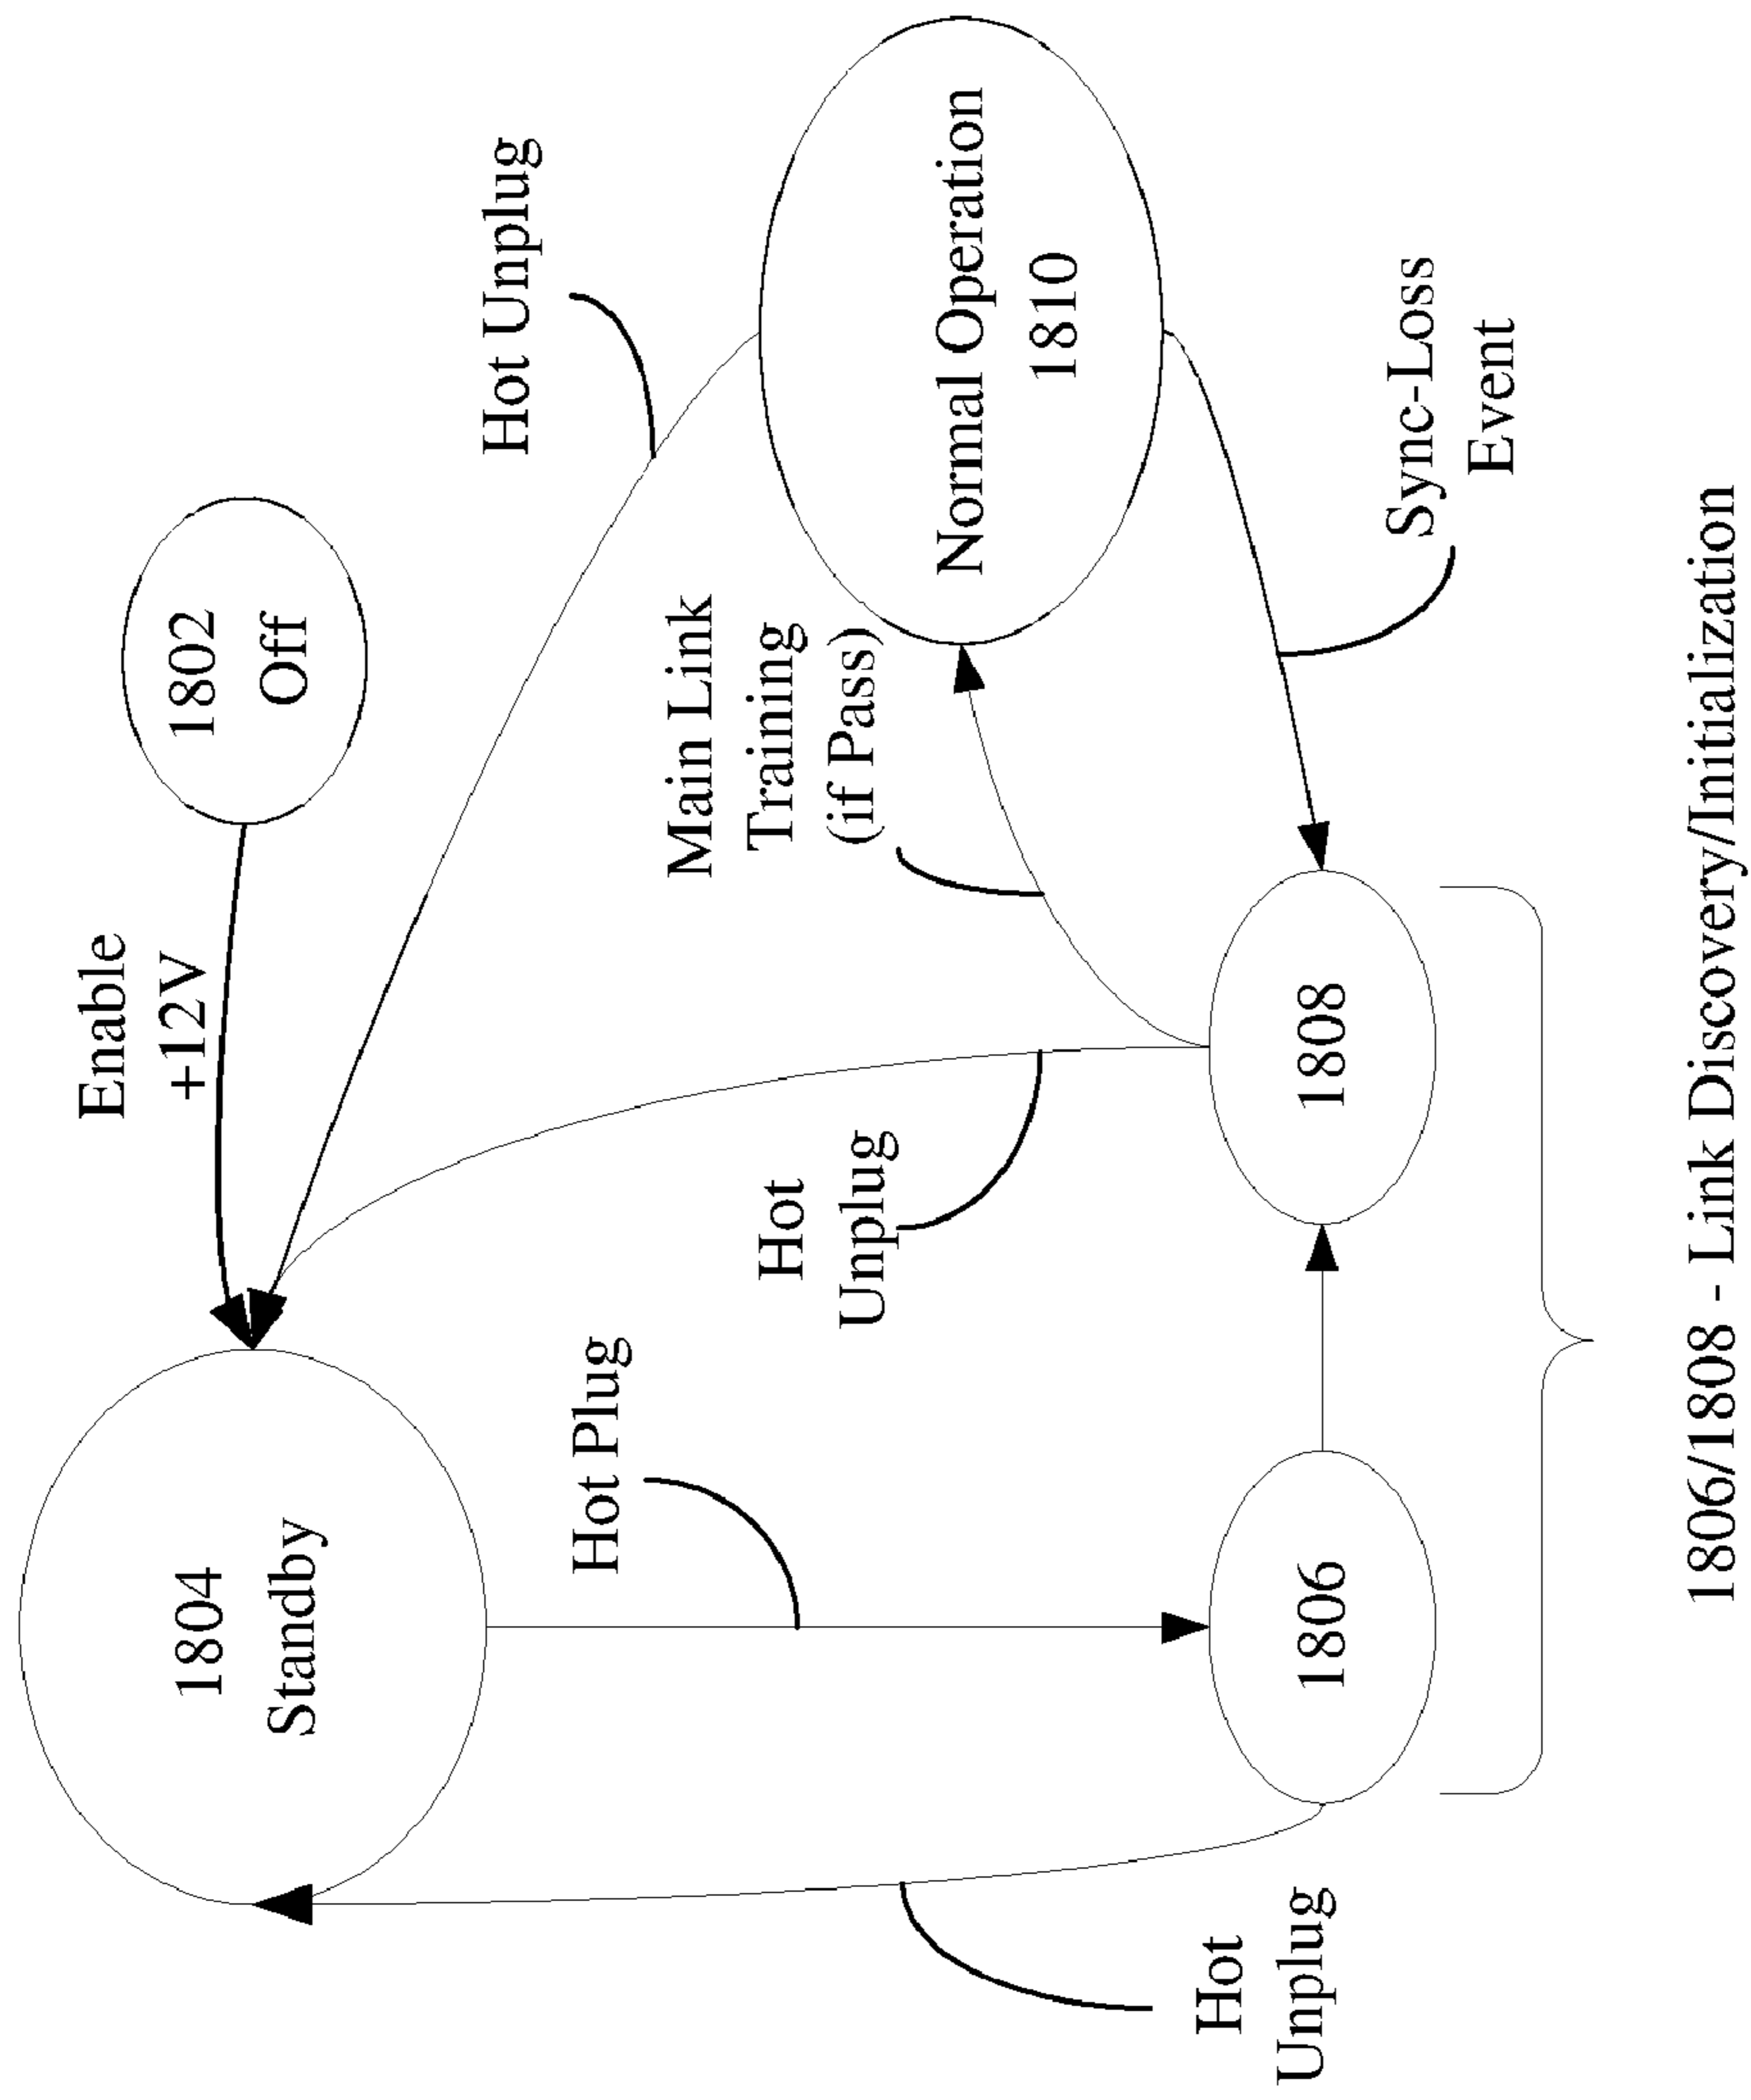 1802
Off
Enable
+12V
1804
Standby
Hot Unplug
Hot Plug
Main Link
Training
(if Pass)
Normal Operation
1810
Hot
Unplug
Hot
Unplug
1806
1808
Sync-Loss
Event
1806/1808 - Link Discovery/Initialization